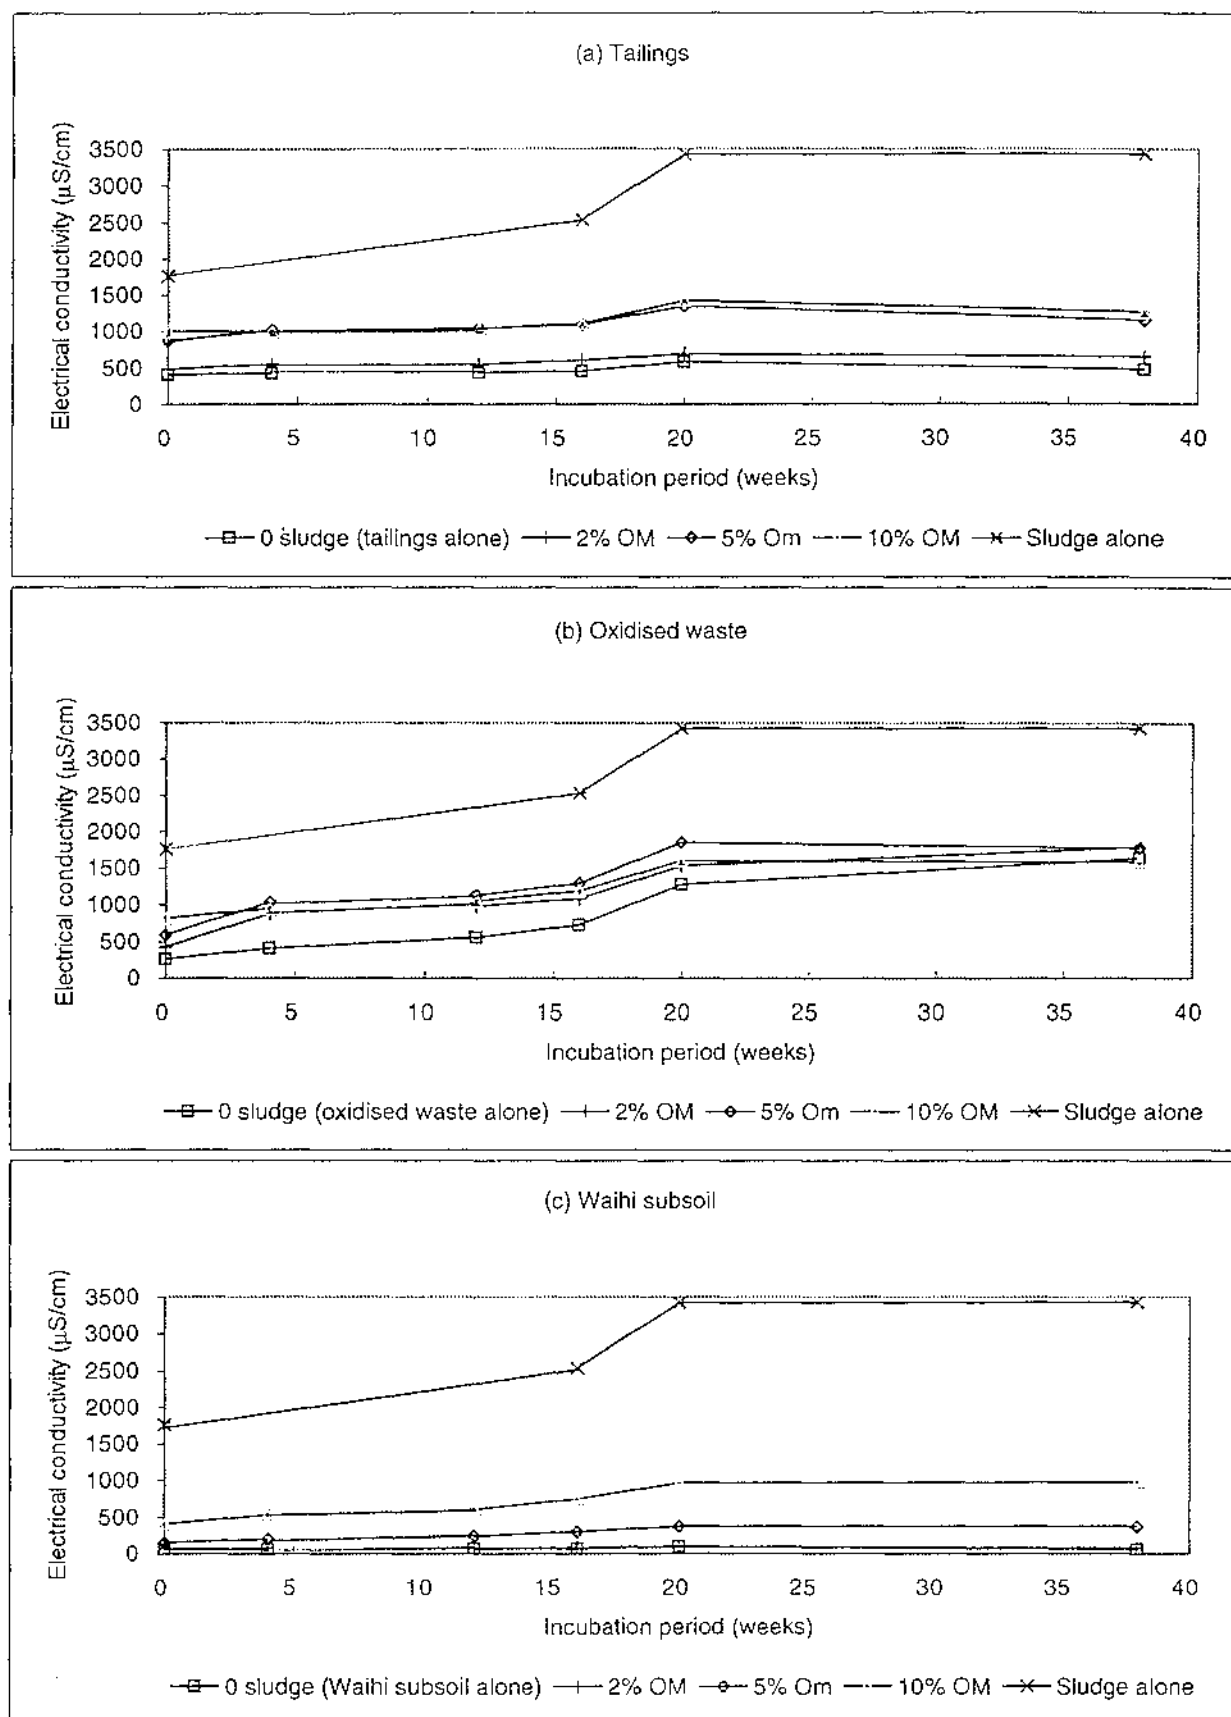 (a) Tailings
Electrical conductivity (µS/cm)
3500
3000
2500
2000
1500
1000
500
0
0 5 10 15 20 25 30 35 40
Incubation period (weeks)
0 sludge (tailings alone) 2% OM 5% Om 10% OM Sludge alone
(b) Oxidised waste
Electrical conductivity (µS/cm)
3500
3000
2500
2000
1500
1000
500
0
0 5 10 15 20 25 30 35 40
Incubation period (weeks)
0 sludge (oxidised waste alone) 2% OM 5% Om 10% OM Sludge alone
(c) Waihi subsoil
Electrical conductivity (µS/cm)
3500
3000
2500
2000
1500
1000
500
0
0 5 10 15 20 25 30 35 40
Incubation period (weeks)
0 sludge (Waihi subsoil alone) 2% OM 5% Om 10% OM Sludge alone